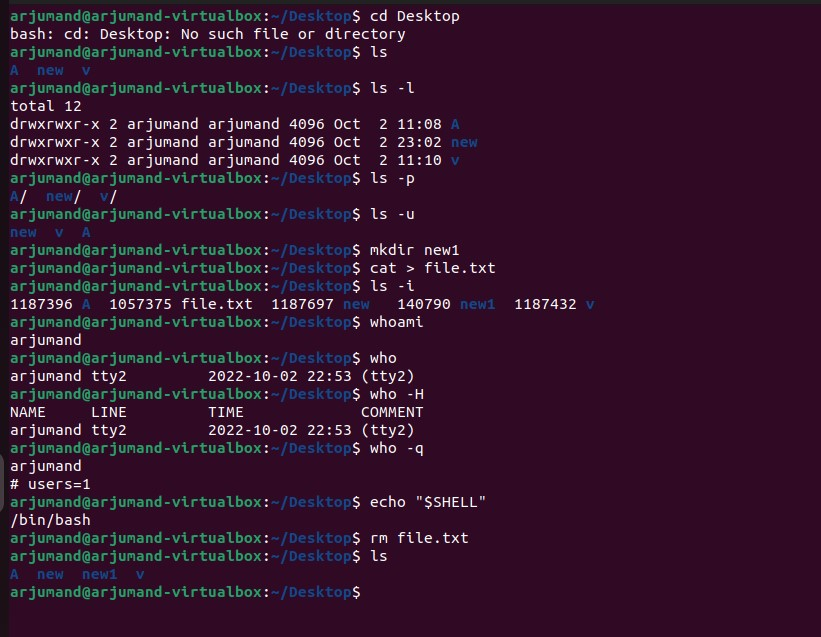 arjumand@arjumand-virtualbox:~/Desktop$ cd Desktop
bash: cd: Desktop: No such file or directory
arjumand@arjumand-virtualbox:~/Desktop$ ls
A  new  v
arjumand@arjumand-virtualbox:~/Desktop$ ls -l
total 12
drwxrwxr-x 2 arjumand arjumand 4096 Oct  2 11:08 A
drwxrwxr-x 2 arjumand arjumand 4096 Oct  2 23:02 new
drwxrwxr-x 2 arjumand arjumand 4096 Oct  2 11:10 v
arjumand@arjumand-virtualbox:~/Desktop$ ls -p
A/  new/  v/
arjumand@arjumand-virtualbox:~/Desktop$ ls -u
new  v  A
arjumand@arjumand-virtualbox:~/Desktop$ mkdir new1
arjumand@arjumand-virtualbox:~/Desktop$ cat > file.txt
arjumand@arjumand-virtualbox:~/Desktop$ ls -i
1187396 A  1057375 file.txt  1187697 new   140790 new1  1187432 v
arjumand@arjumand-virtualbox:~/Desktop$ whoami
arjumand
arjumand@arjumand-virtualbox:~/Desktop$ who
arjumand tty2         2022-10-02 22:53 (tty2)
arjumand@arjumand-virtualbox:~/Desktop$ who -H
NAME     LINE         TIME             COMMENT
arjumand tty2         2022-10-02 22:53 (tty2)
arjumand@arjumand-virtualbox:~/Desktop$ who -q
arjumand
# users=1
arjumand@arjumand-virtualbox:~/Desktop$ echo "$SHELL"
/bin/bash
arjumand@arjumand-virtualbox:~/Desktop$ rm file.txt
arjumand@arjumand-virtualbox:~/Desktop$ ls
A  new  new1  v
arjumand@arjumand-virtualbox:~/Desktop$